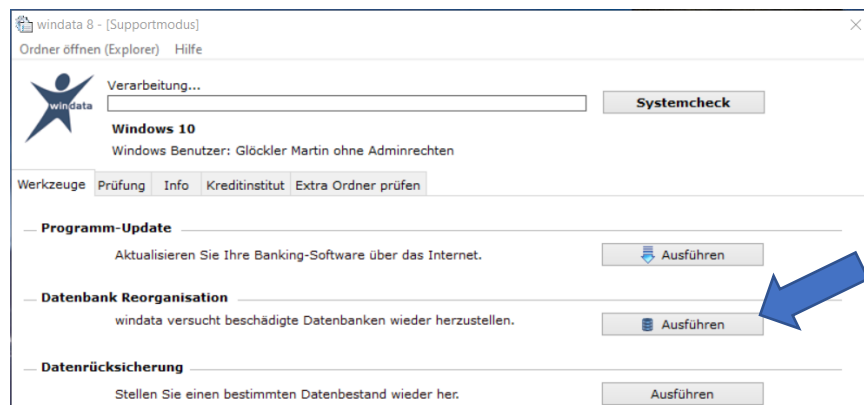 windata 8 - [Supportmodus]
Ordner öffnen (Explorer) Hilfe
Verarbeitung...
windata
Systemcheck
Windows 10
Windows Benutzer: Glöckler Martin ohne Adminrechten
Werkzeuge Prüfung Info Kreditinstitut Extra Ordner prüfen
Programm-Update
Aktualisieren Sie Ihre Banking-Software über das Internet. Ausführen
Datenbank Reorganisation
windata versucht beschädigte Datenbanken wieder herzustellen. Ausführen
Datenrücksicherung
Stellen Sie einen bestimmten Datenbestand wieder her. Ausführen